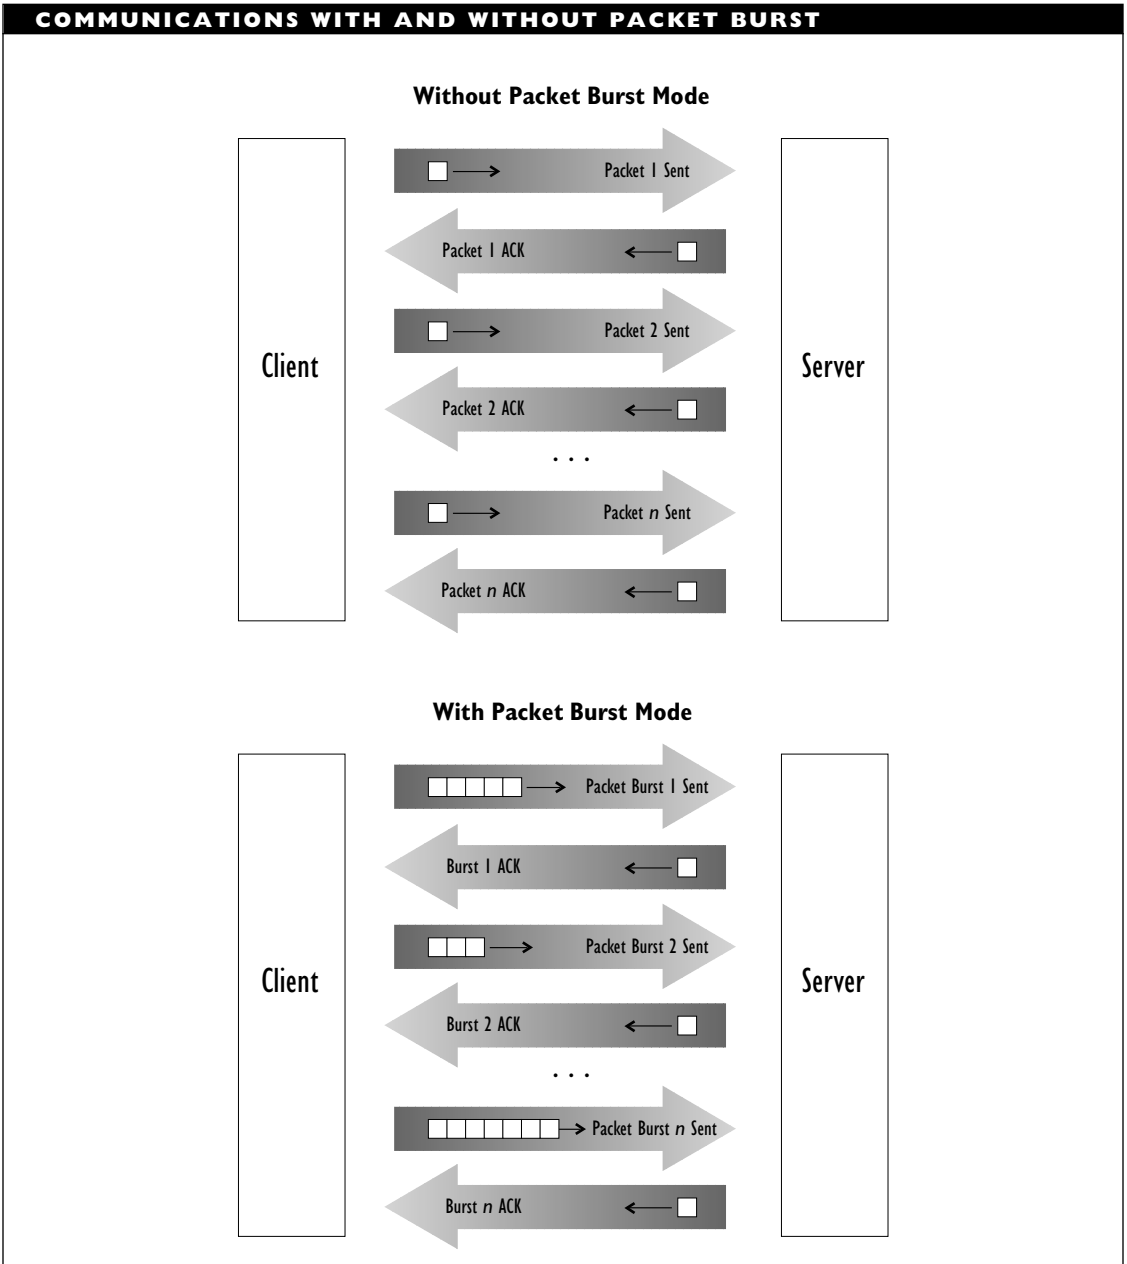 COMMUNICATIONS WITH AND WITHOUT PACKET BURST
Without Packet Burst Mode
Client
Server
Packet 1 Sent
Packet 1 ACK
Packet 2 Sent
Packet 2 ACK
. . .
Packet n Sent
Packet n ACK
With Packet Burst Mode
Client
Server
Packet Burst 1 Sent
Burst 1 ACK
Packet Burst 2 Sent
Burst 2 ACK
. . .
Packet Burst n Sent
Burst n ACK